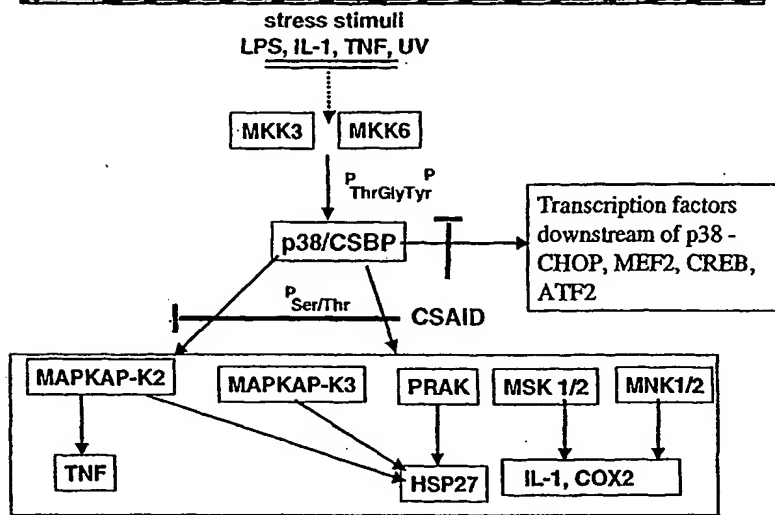 stress stimuli
LPS, IL-1, TNF, UV
MKK3 MKK6
P P
ThrGlyTyr
p38/CSBP
Transcription factors
downstream of p38 -
CHOP, MEF2, CREB,
ATF2
P
Ser/Thr
CSAID
MAPKAP-K2 MAPKAP-K3 PRAK MSK 1/2 MNK1/2
TNF HSP27 IL-1, COX2